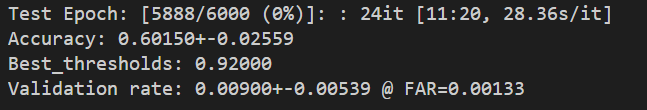 Test Epoch: [5888/6000 (0%)]: : 24it [11:20, 28.36s/it]
Accuracy: 0.60150+-0.02559
Best_thresholds: 0.92000
Validation rate: 0.00900+-0.00539 @ FAR=0.00133